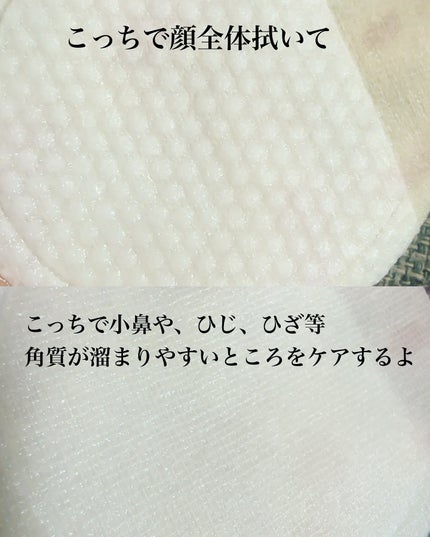 こっちで顔全体拭いて
こっちで小鼻や、ひじ、ひざ等
角質が溜まりやすいところをケアするよ